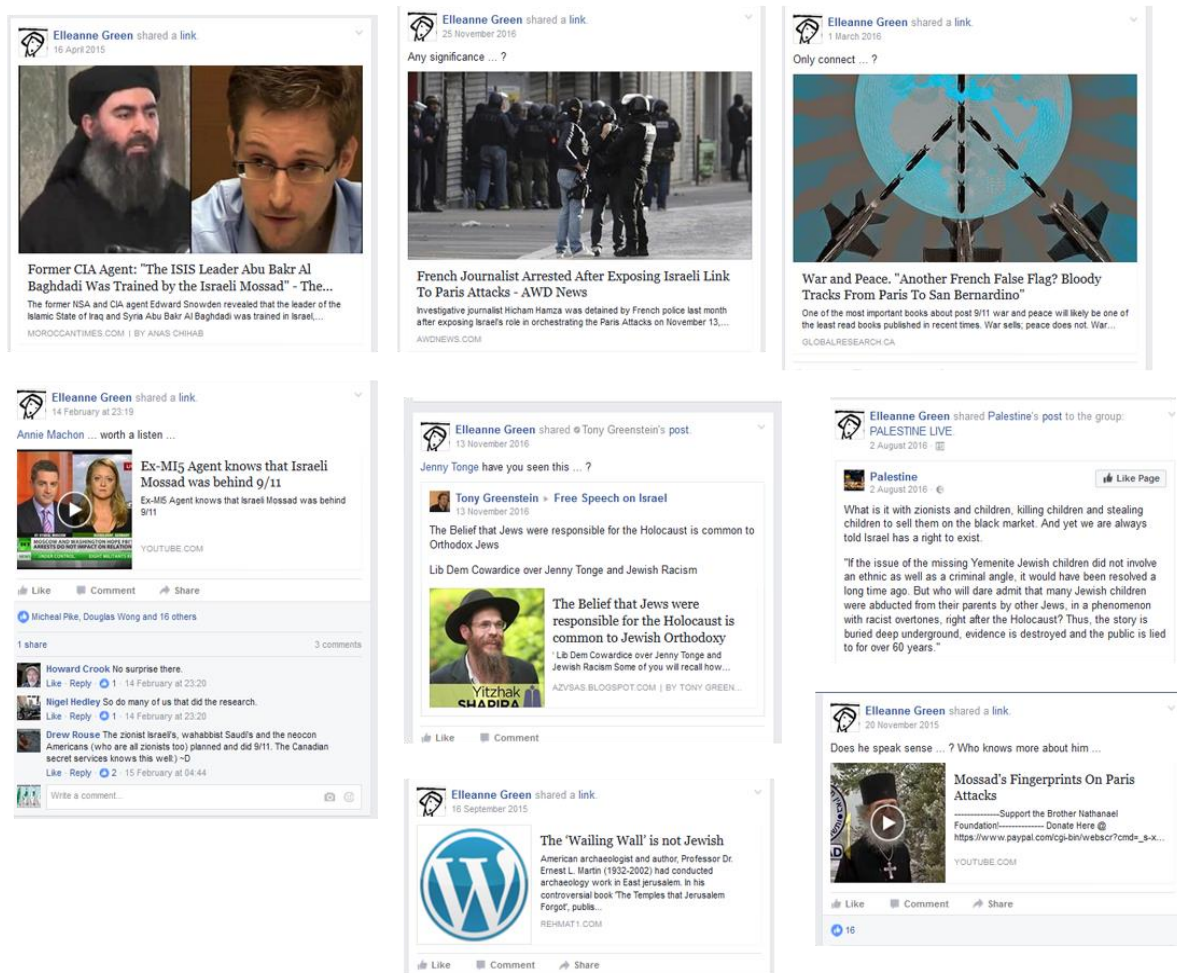 Elleanne Green shared a link.
16 April 2015
Former CIA Agent: "The ISIS Leader Abu Bakr Al
Baghdadi Was Trained by the Israeli Mossad" - The...
The former NSA and CIA agent Edward Snowden revealed that the leader of the
Islamic State of Iraq and Syria Abu Bakr Al Baghdadi was trained in Israel,...
MOROCCANTIMES.COM | BY ANAS CHIHAB
Elleanne Green shared a link.
25 November 2016
Any significance ... ?
French Journalist Arrested After Exposing Israeli Link
To Paris Attacks - AWD News
Investigative journalist Hicham Hamza was detained by French police last month
after exposing Israel's role in orchestrating the Paris Attacks on November 13,...
AWDNEWS.COM
Elleanne Green shared a link.
1 March 2016
Only connect ... ?
War and Peace. "Another French False Flag? Bloody
Tracks From Paris To San Bernardino"
One of the most important books about post 9/11 war and peace will likely be one of
the least read books published in recent times. War sells; peace does not. War...
GLOBALRESEARCH.CA
Elleanne Green shared a link.
14 February at 23:19
Annie Machon ... worth a listen ...
Ex-MI5 Agent knows that Israeli
Mossad was behind 9/11
Ex-MI5 Agent knows that Israeli Mossad was behind
9/11
MOSCOW AND WASHINGTON HOPE
ARRESTS DO NOT IMPACT ON RELATION
UNDER CONTROL
YOUTUBE.COM
Like Comment Share
Micheal Pike, Douglas Wong and 16 others
1 share 3 comments
Howard Crook No surprise there.
Like · Reply · 1 · 14 February at 23:20
Nigel Hedley So do many of us that did the research.
Like · Reply · 1 · 14 February at 23:20
Drew Rouse The zionist Israel's, wahabbist Saudi's and the neocon
Americans (who are all zionists too) planned and did 9/11. The Canadian
secret services knows this well:) ~D
Like · Reply · 2 · 15 February at 04:44
Write a comment...
Elleanne Green shared Tony Greenstein's post.
13 November 2016
Jenny Tonge have you seen this ... ?
Tony Greenstein ▸ Free Speech on Israel
13 November 2016
The Belief that Jews were responsible for the Holocaust is common to
Orthodox Jews
Lib Dem Cowardice over Jenny Tonge and Jewish Racism
Yitzhak
SHAPIRA
The Belief that Jews were
responsible for the Holocaust is
common to Jewish Orthodoxy
' Lib Dem Cowardice over Jenny Tonge and
Jewish Racism Some of you will recall how...
AZVSAS.BLOGSPOT.COM | BY TONY GREEN...
Like Comment
Elleanne Green shared a link.
16 September 2015
The 'Wailing Wall' is not Jewish
American archaeologist and author, Professor Dr.
Ernest L. Martin (1932-2002) had conducted
archaeology work in East jerusalem. In his
controversial book 'The Temples that Jerusalem
Forgot', publis...
REHMAT1.COM
Like Comment Share
Elleanne Green shared Palestine's post to the group:
PALESTINE LIVE.
2 August 2016
Palestine
2 August 2016
Like Page
What is it with zionists and children, killing children and stealing
children to sell them on the black market. And yet we are always
told Israel has a right to exist.
"If the issue of the missing Yemenite Jewish children did not involve
an ethnic as well as a criminal angle, it would have been resolved a
long time ago. But who will dare admit that many Jewish children
were abducted from their parents by other Jews, in a phenomenon
with racist overtones, right after the Holocaust? Thus, the story is
buried deep underground, evidence is destroyed and the public is lied
to for over 60 years."
Elleanne Green shared a link.
20 November 2015
Does he speak sense ... ? Who knows more about him ...
Mossad's Fingerprints On Paris
Attacks
--------------Support the Brother Nathanael
Foundation!-------------- Donate Here @
https://www.paypal.com/cgi-bin/webscr?cmd=_s-x...
YOUTUBE.COM
Like Comment Share
16